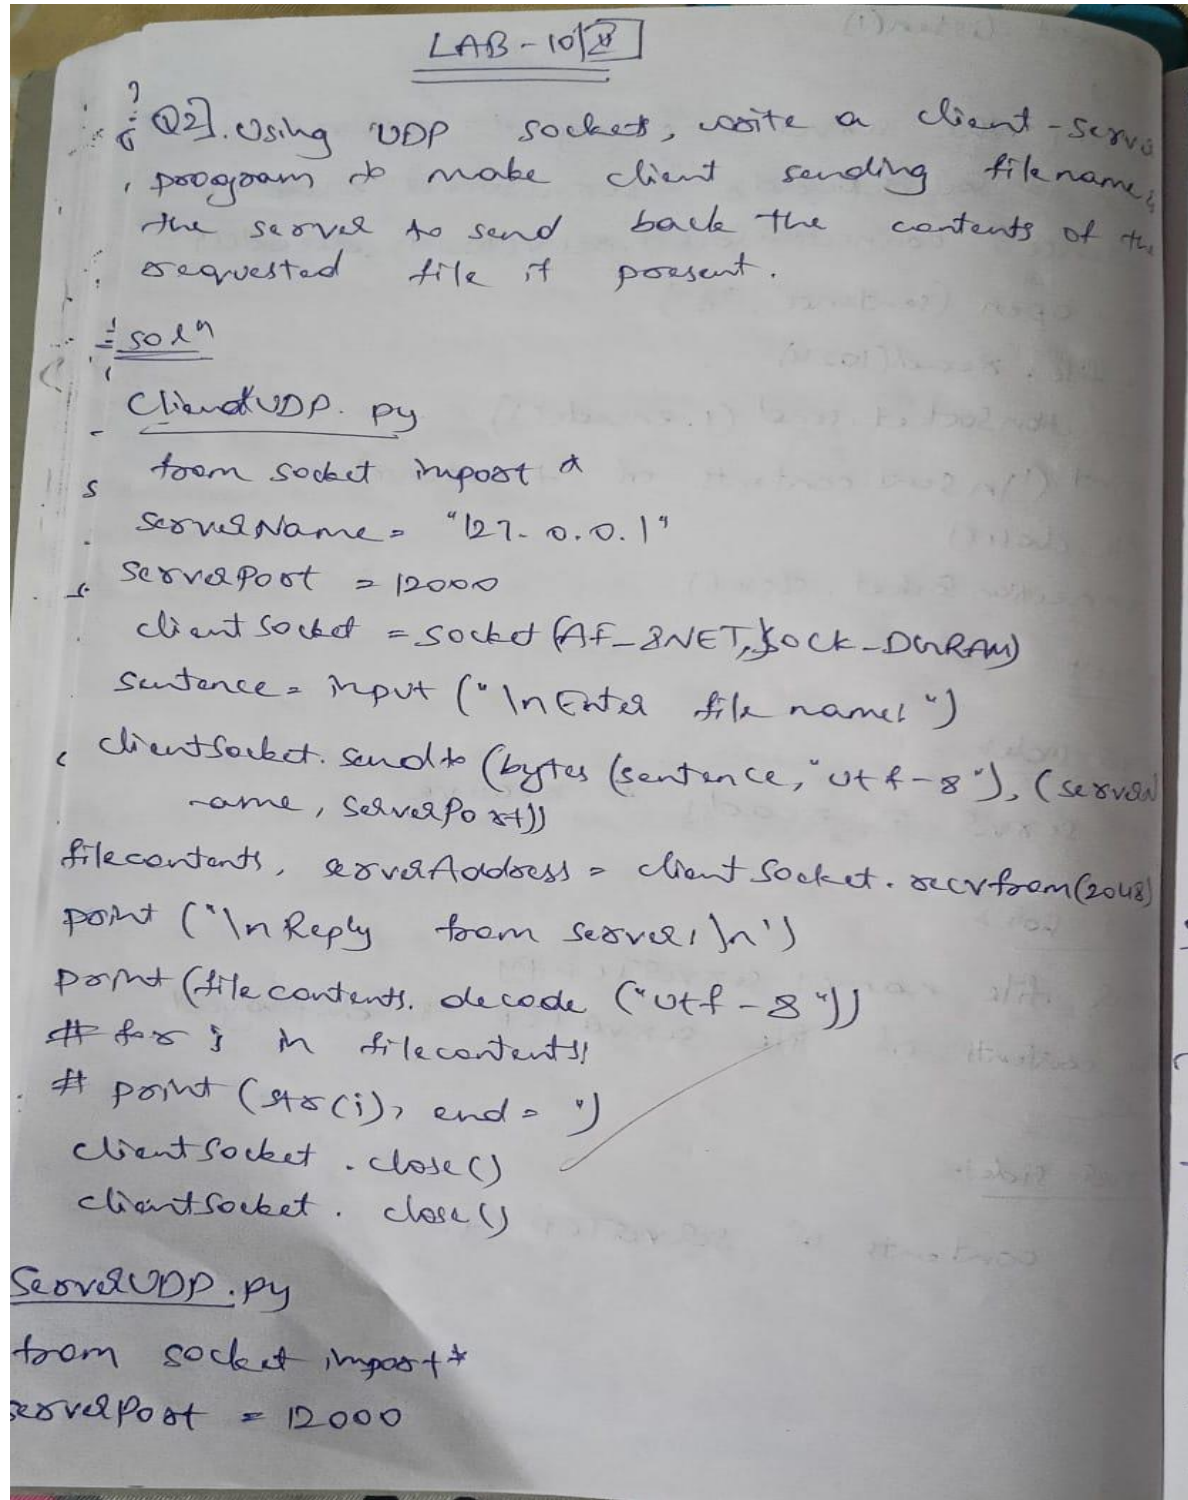 LAB-10
Q2]. Using UDP sockets, write a client-serve
program to make client sending filename &
the server to send back the contents of the
requested file if present.
soln
ClientUDP.py
from socket import *
serverName = "127.0.0.1"
serverPort = 12000
clientSocket = socket(AF_INET, SOCK_DGRAM)
sentence = input ("\nEnter file name: ")
clientSocket.sendto (bytes (sentence, "utf-8"), (server
name, serverPort))
filecontents, serverAddress = clientSocket.recvfrom(2048)
print ("\nReply from server: \n")
print (filecontents.decode ("utf-8"))
# for i in filecontents:
# print (str(i), end = ")
clientSocket.close()
clientSocket.close()
ServerUDP.py
from socket import *
serverPort = 12000